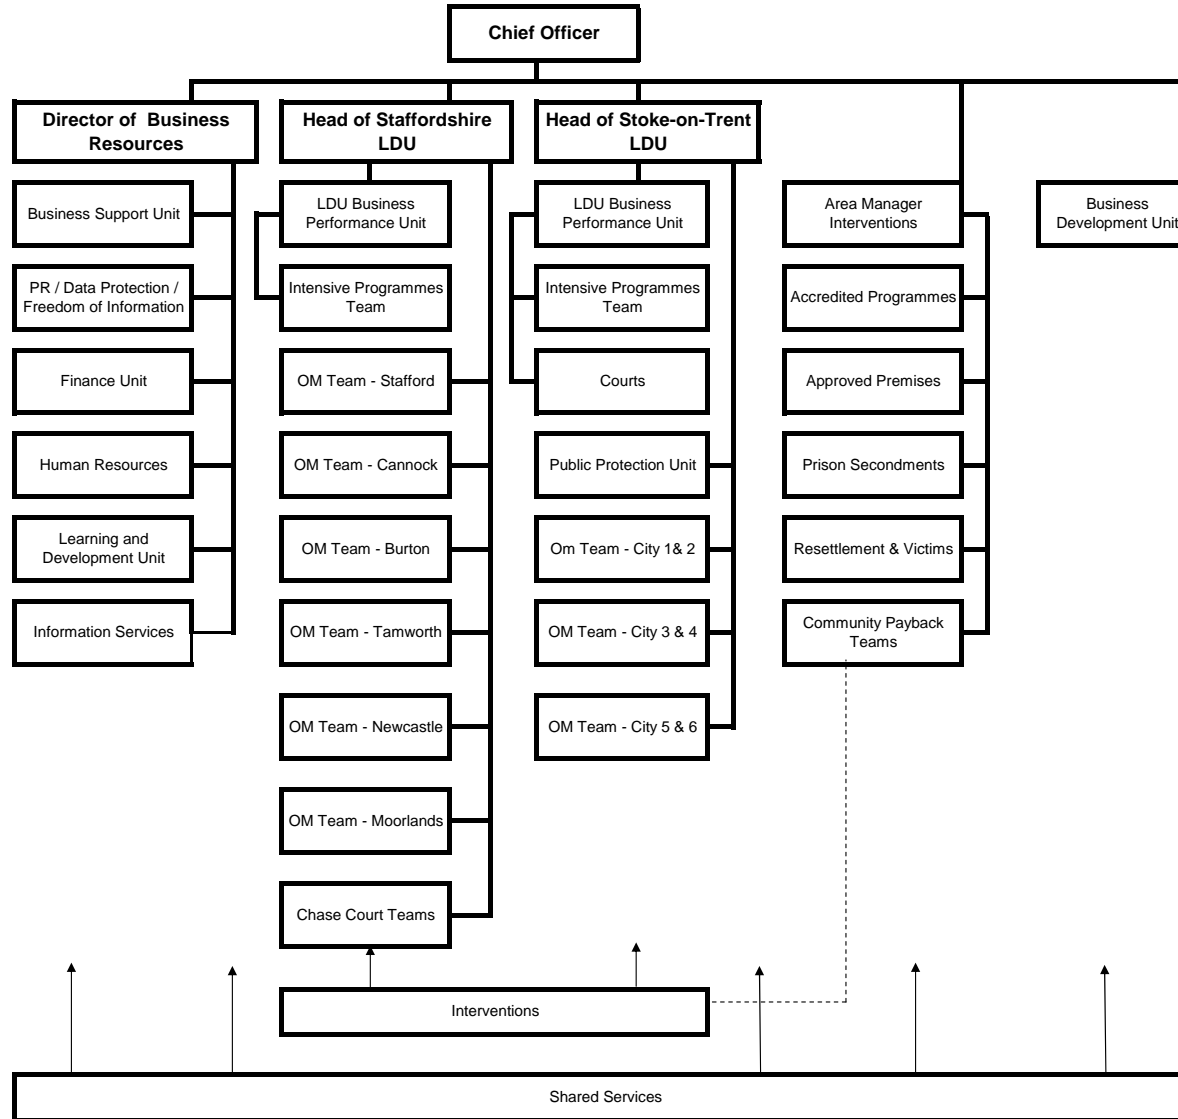 Chief Officer
Director of Business
Resources
Head of Staffordshire
LDU
Head of Stoke-on-Trent
LDU
Business Support Unit
LDU Business
Performance Unit
LDU Business
Performance Unit
Area Manager
Interventions
Business
Development Unit
PR / Data Protection /
Freedom of Information
Intensive Programmes
Team
Intensive Programmes
Team
Accredited Programmes
Finance Unit
OM Team - Stafford
Courts
Approved Premises
Human Resources
OM Team - Cannock
Public Protection Unit
Prison Secondments
Learning and
Development Unit
OM Team - Burton
Om Team - City 1& 2
Resettlement & Victims
Information Services
OM Team - Tamworth
OM Team - City 3 & 4
Community Payback
Teams
OM Team - Newcastle
OM Team - City 5 & 6
OM Team - Moorlands
Chase Court Teams
Interventions
Shared Services